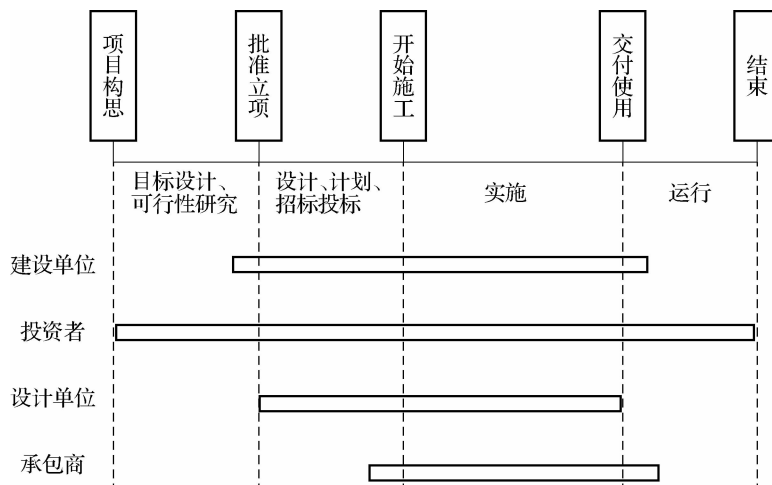 项目构思
批准立项
开始施工
交付使用
结束
目标设计、
可行性研究
设计、计划、
招标投标
实施
运行
建设单位
投资者
设计单位
承包商